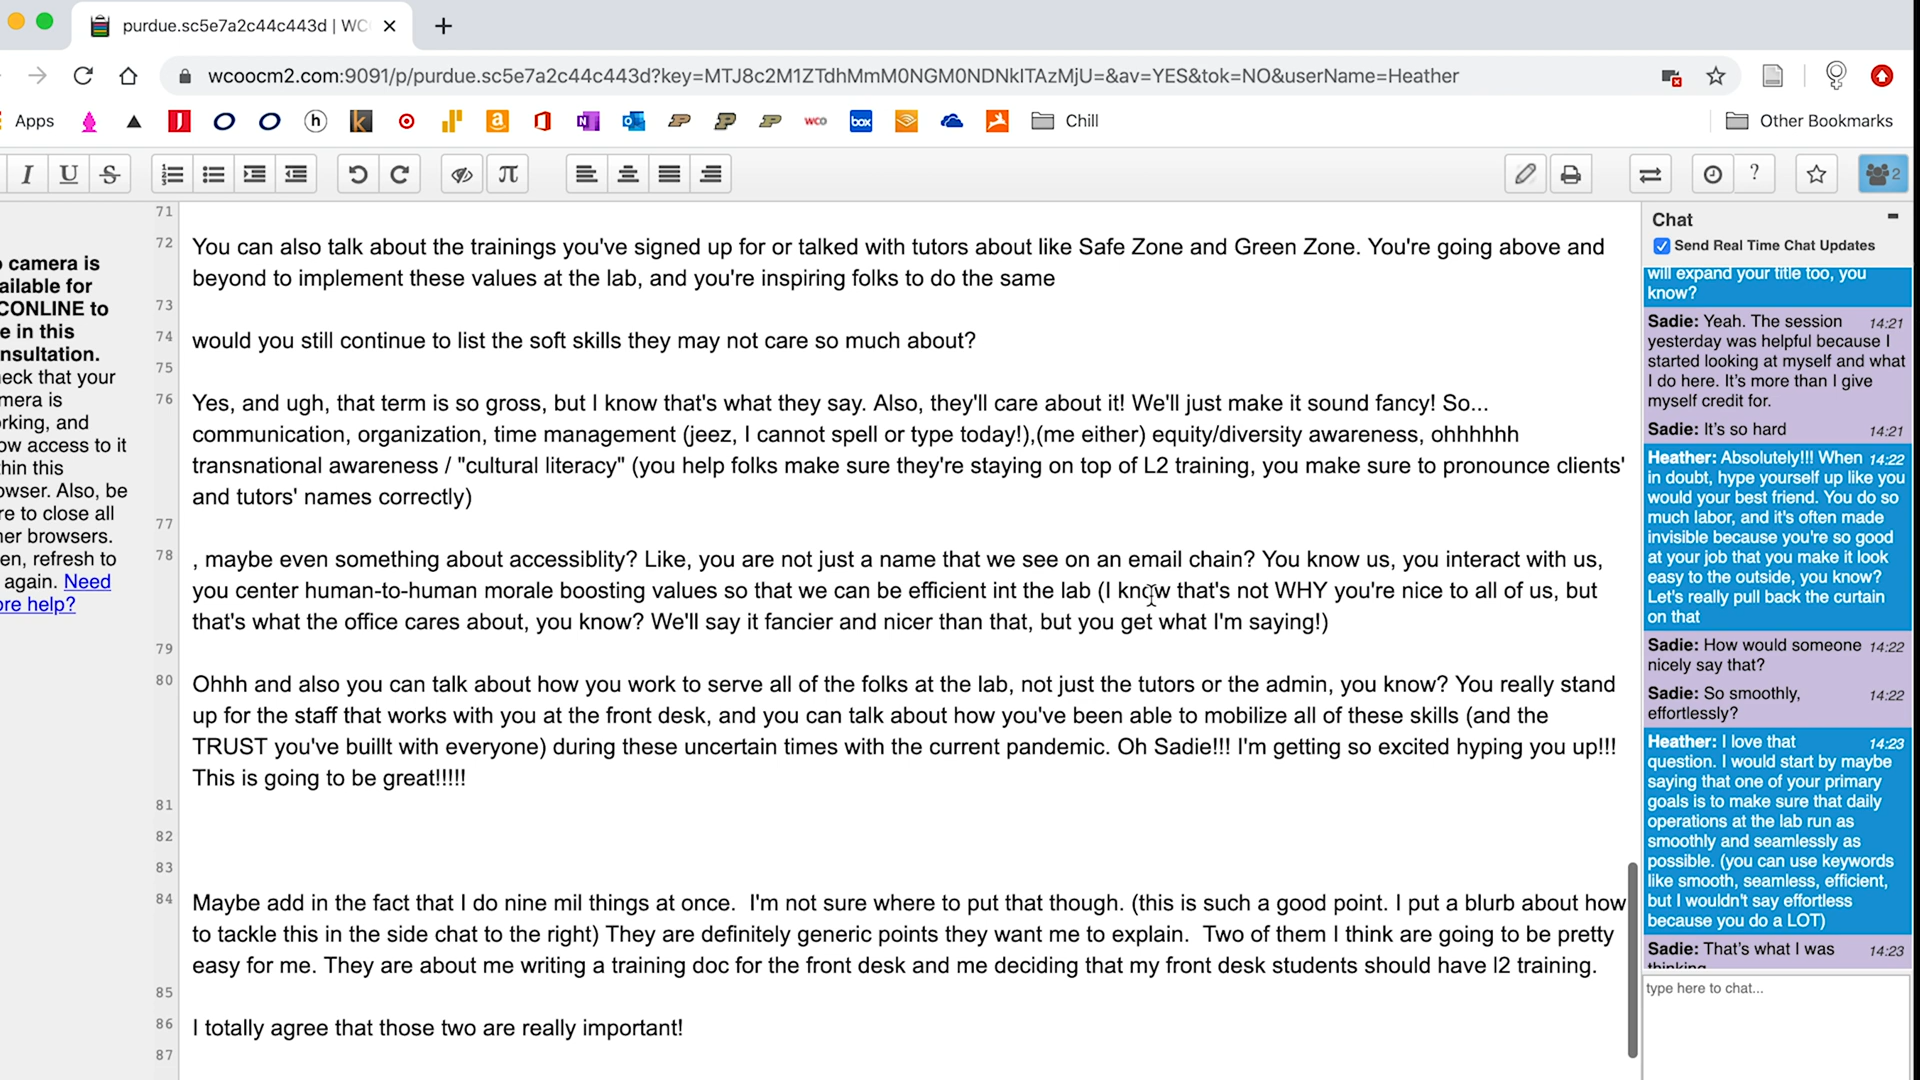 purdue.sc5e7a2c44c443d | WC
wcoocm2.com:9091/p/purdue.sc5e7a2c44c443d?key=MTJ8c2M1ZTdhMmM0NGM0NDNkITAzMjU=&av=YES&tok=NO&userName=Heather
Apps
wco
box
Chill
Other Bookmarks
2
71
72 You can also talk about the trainings you've signed up for or talked with tutors about like Safe Zone and Green Zone. You're going above and
beyond to implement these values at the lab, and you're inspiring folks to do the same
73
74 would you still continue to list the soft skills they may not care so much about?
75
76 Yes, and ugh, that term is so gross, but I know that's what they say. Also, they'll care about it! We'll just make it sound fancy! So...
communication, organization, time management (jeez, I cannot spell or type today!),(me either) equity/diversity awareness, ohhhhhh
transnational awareness / "cultural literacy" (you help folks make sure they're staying on top of L2 training, you make sure to pronounce clients'
and tutors' names correctly)
77
78 , maybe even something about accessiblity? Like, you are not just a name that we see on an email chain? You know us, you interact with us,
you center human-to-human morale boosting values so that we can be efficient int the lab (I know that's not WHY you're nice to all of us, but
that's what the office cares about, you know? We'll say it fancier and nicer than that, but you get what I'm saying!)
79
80 Ohhh and also you can talk about how you work to serve all of the folks at the lab, not just the tutors or the admin, you know? You really stand
up for the staff that works with you at the front desk, and you can talk about how you've been able to mobilize all of these skills (and the
TRUST you've buillt with everyone) during these uncertain times with the current pandemic. Oh Sadie!!! I'm getting so excited hyping you up!!!
This is going to be great!!!!!
81
82
83
84 Maybe add in the fact that I do nine mil things at once. I'm not sure where to put that though. (this is such a good point. I put a blurb about how
to tackle this in the side chat to the right) They are definitely generic points they want me to explain. Two of them I think are going to be pretty
easy for me. They are about me writing a training doc for the front desk and me deciding that my front desk students should have l2 training.
85
86 I totally agree that those two are really important!
87
o camera is
ailable for
CONLINE to
e in this
nsultation.
eck that your
mera is
rking, and
ow access to it
thin this
owser. Also, be
re to close all
her browsers.
en, refresh to
again. Need
ore help?
Chat
Send Real Time Chat Updates
will expand your title too, you
know?
Sadie: Yeah. The session 14:21
yesterday was helpful because I
started looking at myself and what
I do here. It's more than I give
myself credit for.
Sadie: It's so hard 14:21
Heather: Absolutely!!! When 14:22
in doubt, hype yourself up like you
would your best friend. You do so
much labor, and it's often made
invisible because you're so good
at your job that you make it look
easy to the outside, you know?
Let's really pull back the curtain
on that
Sadie: How would someone 14:22
nicely say that?
Sadie: So smoothly, 14:22
effortlessly?
Heather: I love that 14:23
question. I would start by maybe
saying that one of your primary
goals is to make sure that daily
operations at the lab run as
smoothly and seamlessly as
possible. (you can use keywords
like smooth, seamless, efficient,
but I wouldn't say effortless
because you do a LOT)
Sadie: That's what I was 14:23
thinking
type here to chat...